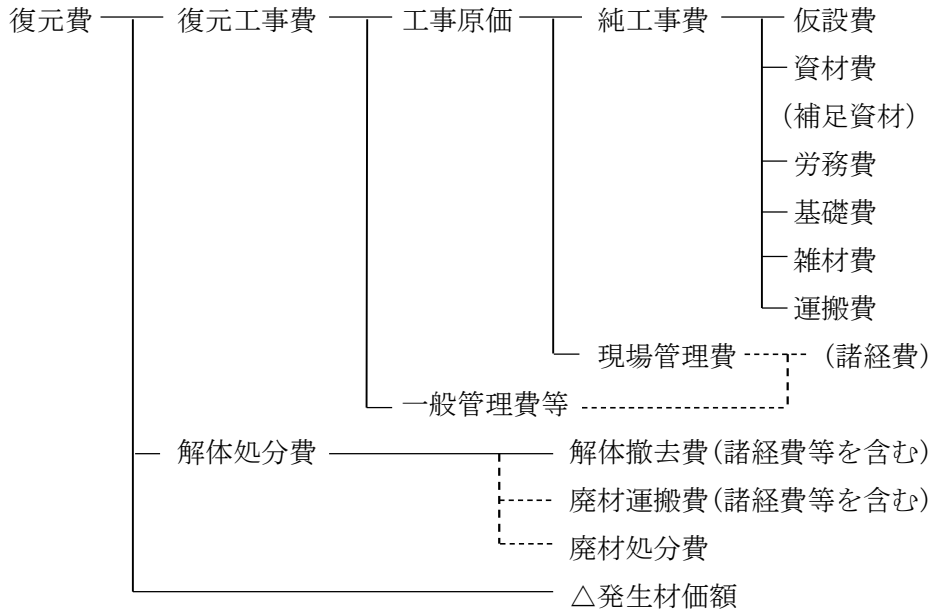 復元費 復元工事費 工事原価 純工事費 仮設費
資材費
(補足資材)
労務費
基礎費
雑材費
運搬費
現場管理費 (諸経費)
一般管理費等
解体処分費 解体撤去費(諸経費等を含む)
廃材運搬費(諸経費等を含む)
廃材処分費
△発生材価額